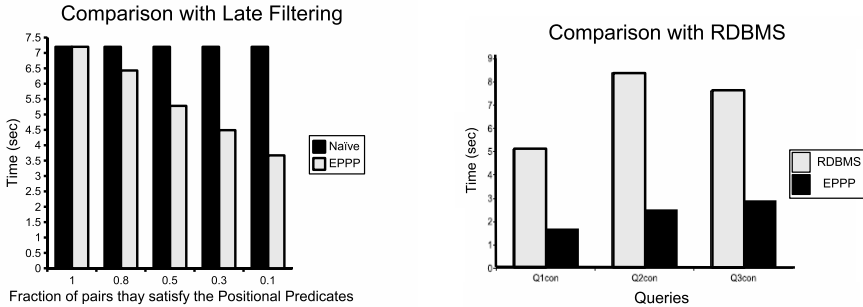 Comparison with Late Filtering
7.5
7
6.5
6
5.5
5
4.5
4
3.5
3
2.5
2
1.5
1
0.5
0
Time (sec)
1 0.8 0.5 0.3 0.1
Fraction of pairs thay satisfy the Positional Predicates
Naïve
EPPP
Comparison with RDBMS
9
8
7
6
5
4
3
2
1
0
Time (sec)
Q1con Q2con Q3con
Queries
RDBMS
EPPP